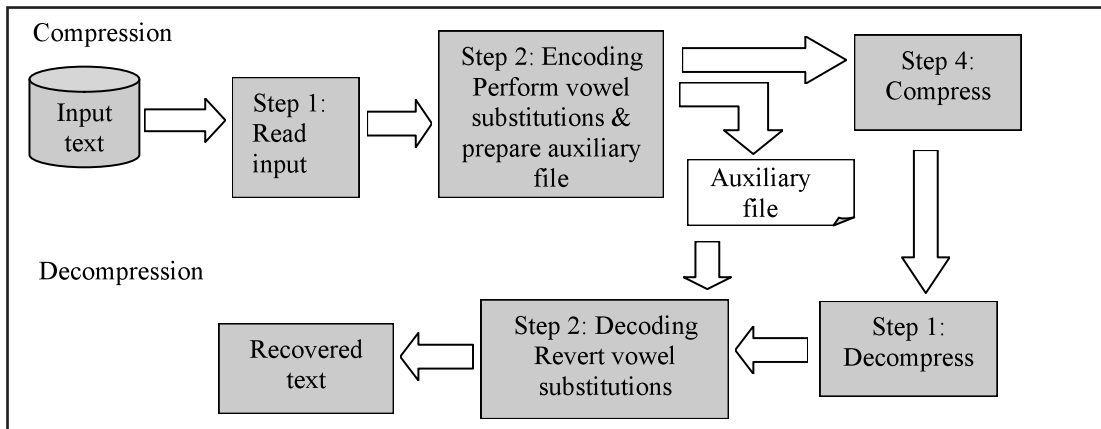 Compression
Input
text
Step 1:
Read
input
Step 2: Encoding
Perform vowel
substitutions &
prepare auxiliary
file
Step 4:
Compress
Auxiliary
file
Decompression
Step 1:
Decompress
Step 2: Decoding
Revert vowel
substitutions
Recovered
text